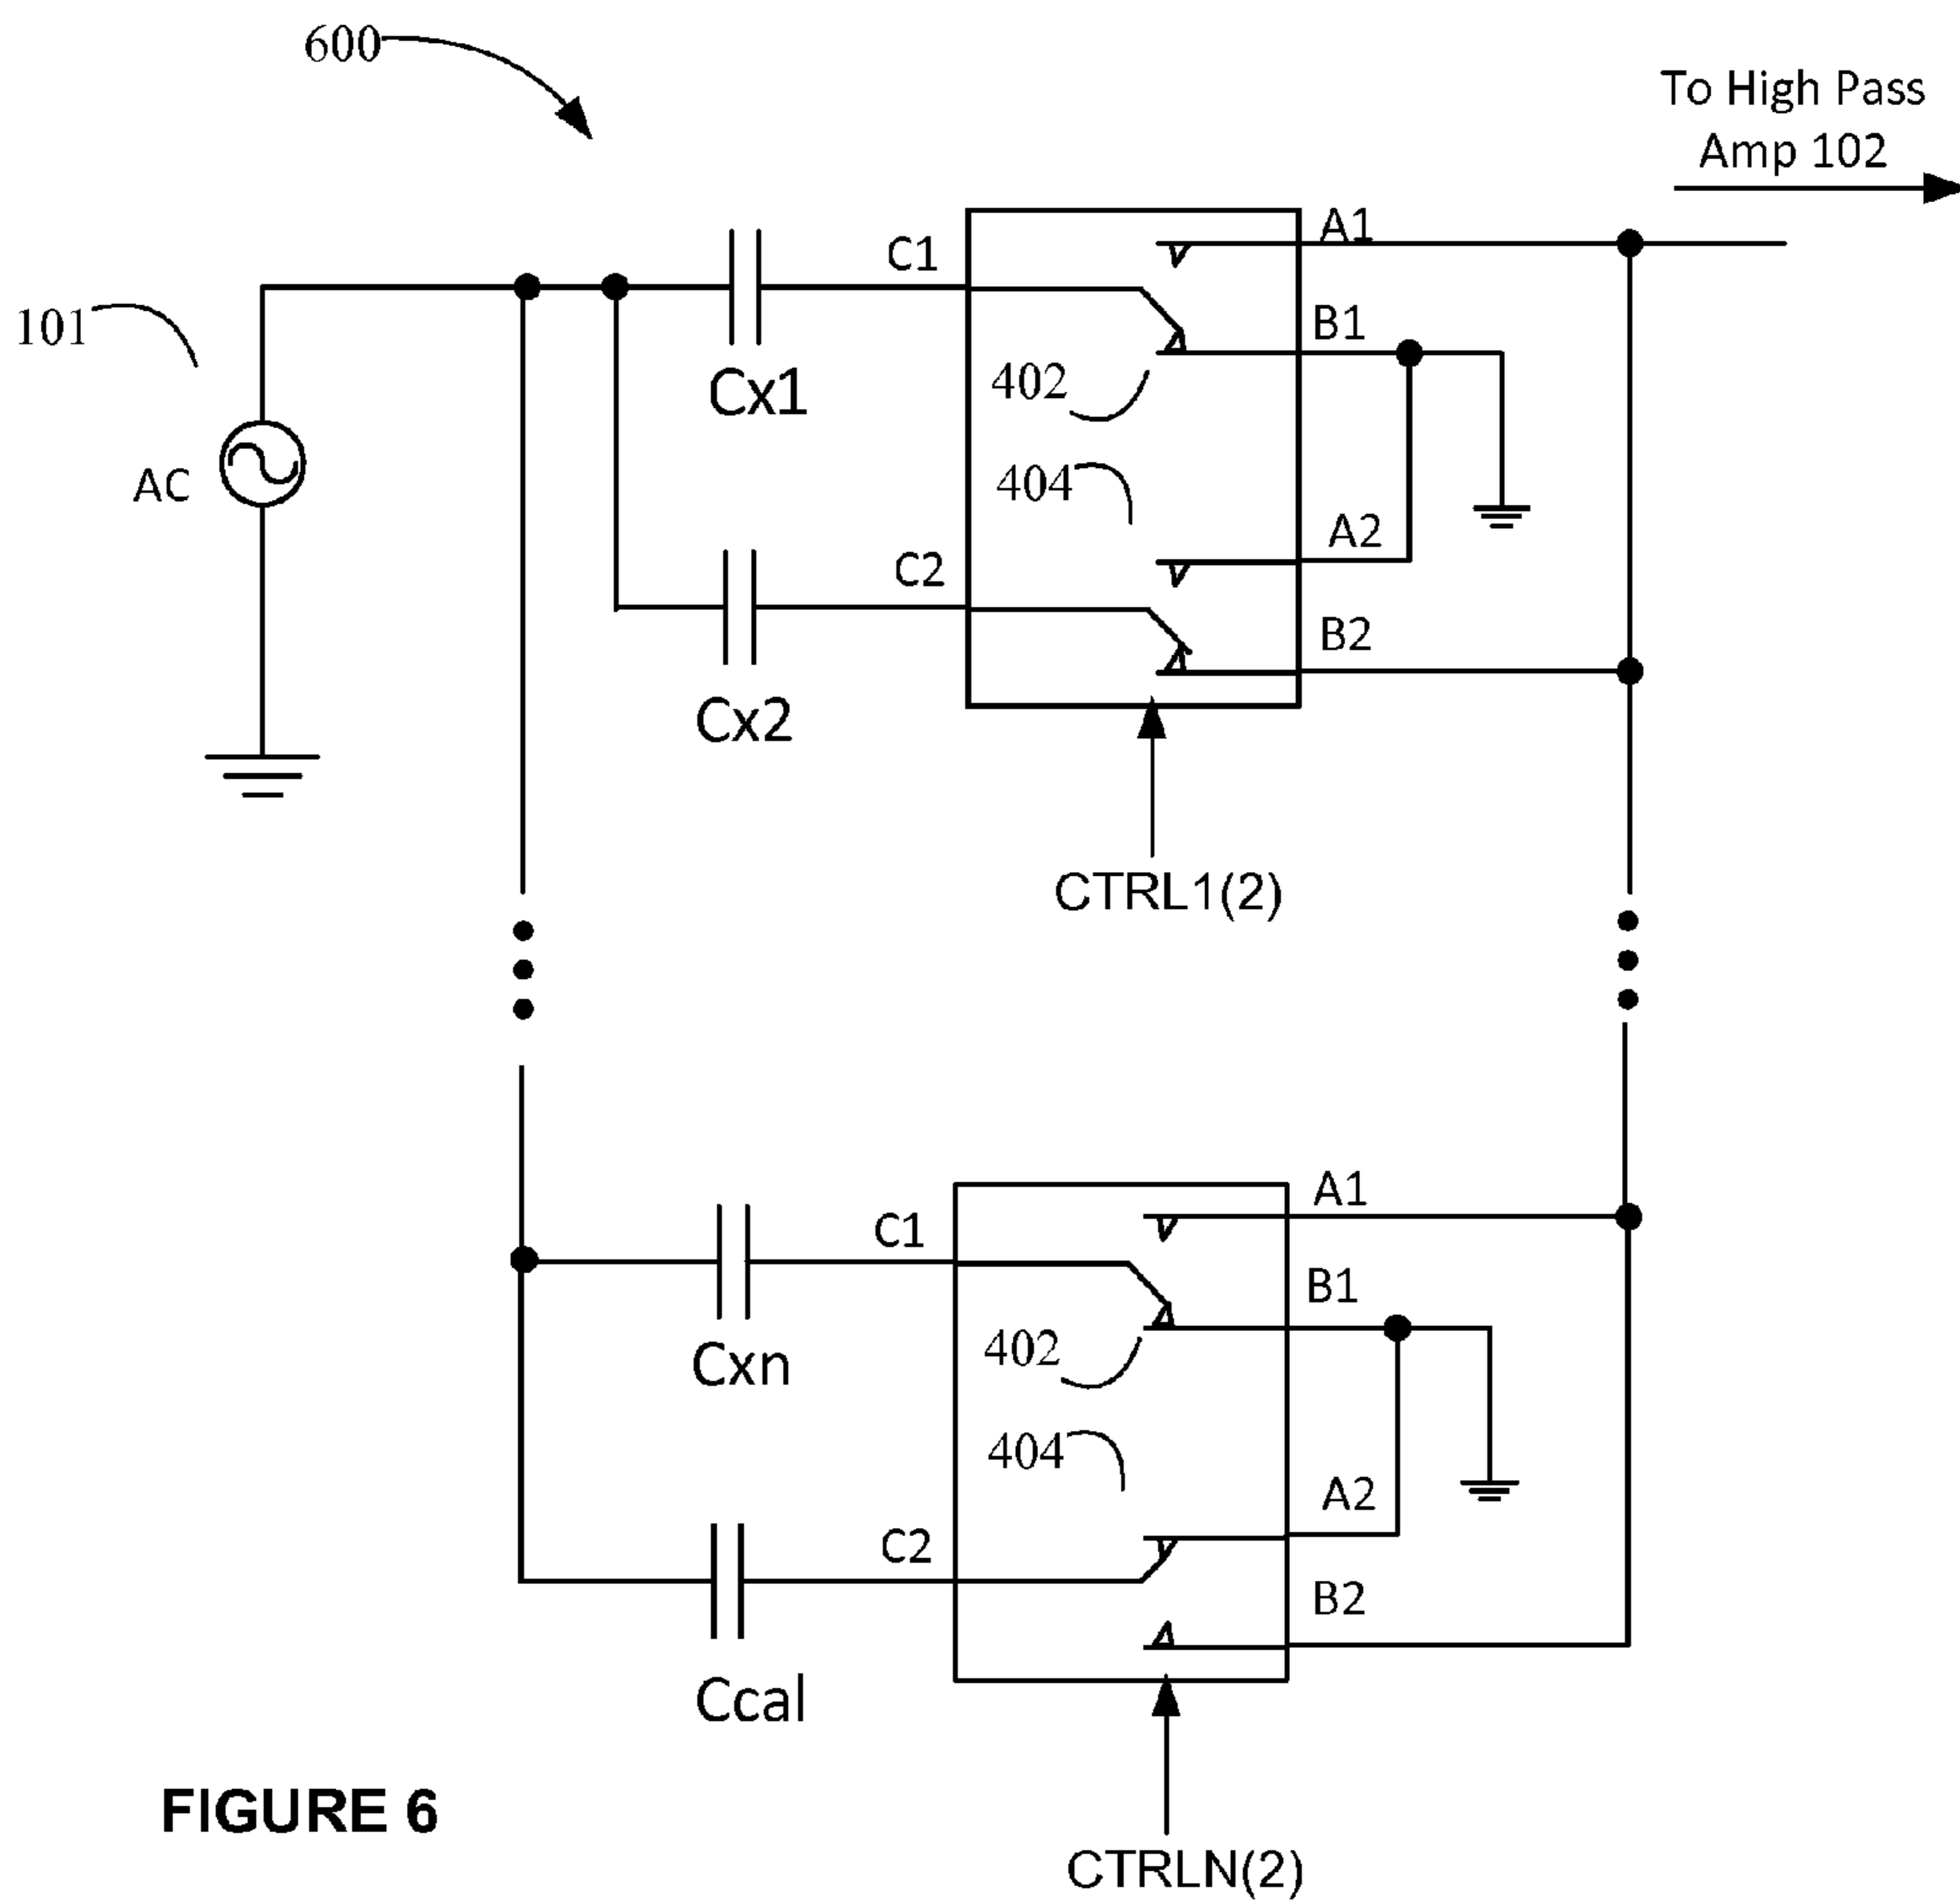 600
To High Pass
Amp 102
A1
C1
101
B1
402
Cx1
404
AC
A2
C2
B2
Cx2
CTRL1(2)
A1
C1
B1
402
Cxn
404
A2
C2
B2
Ccal
FIGURE 6
CTRLN(2)